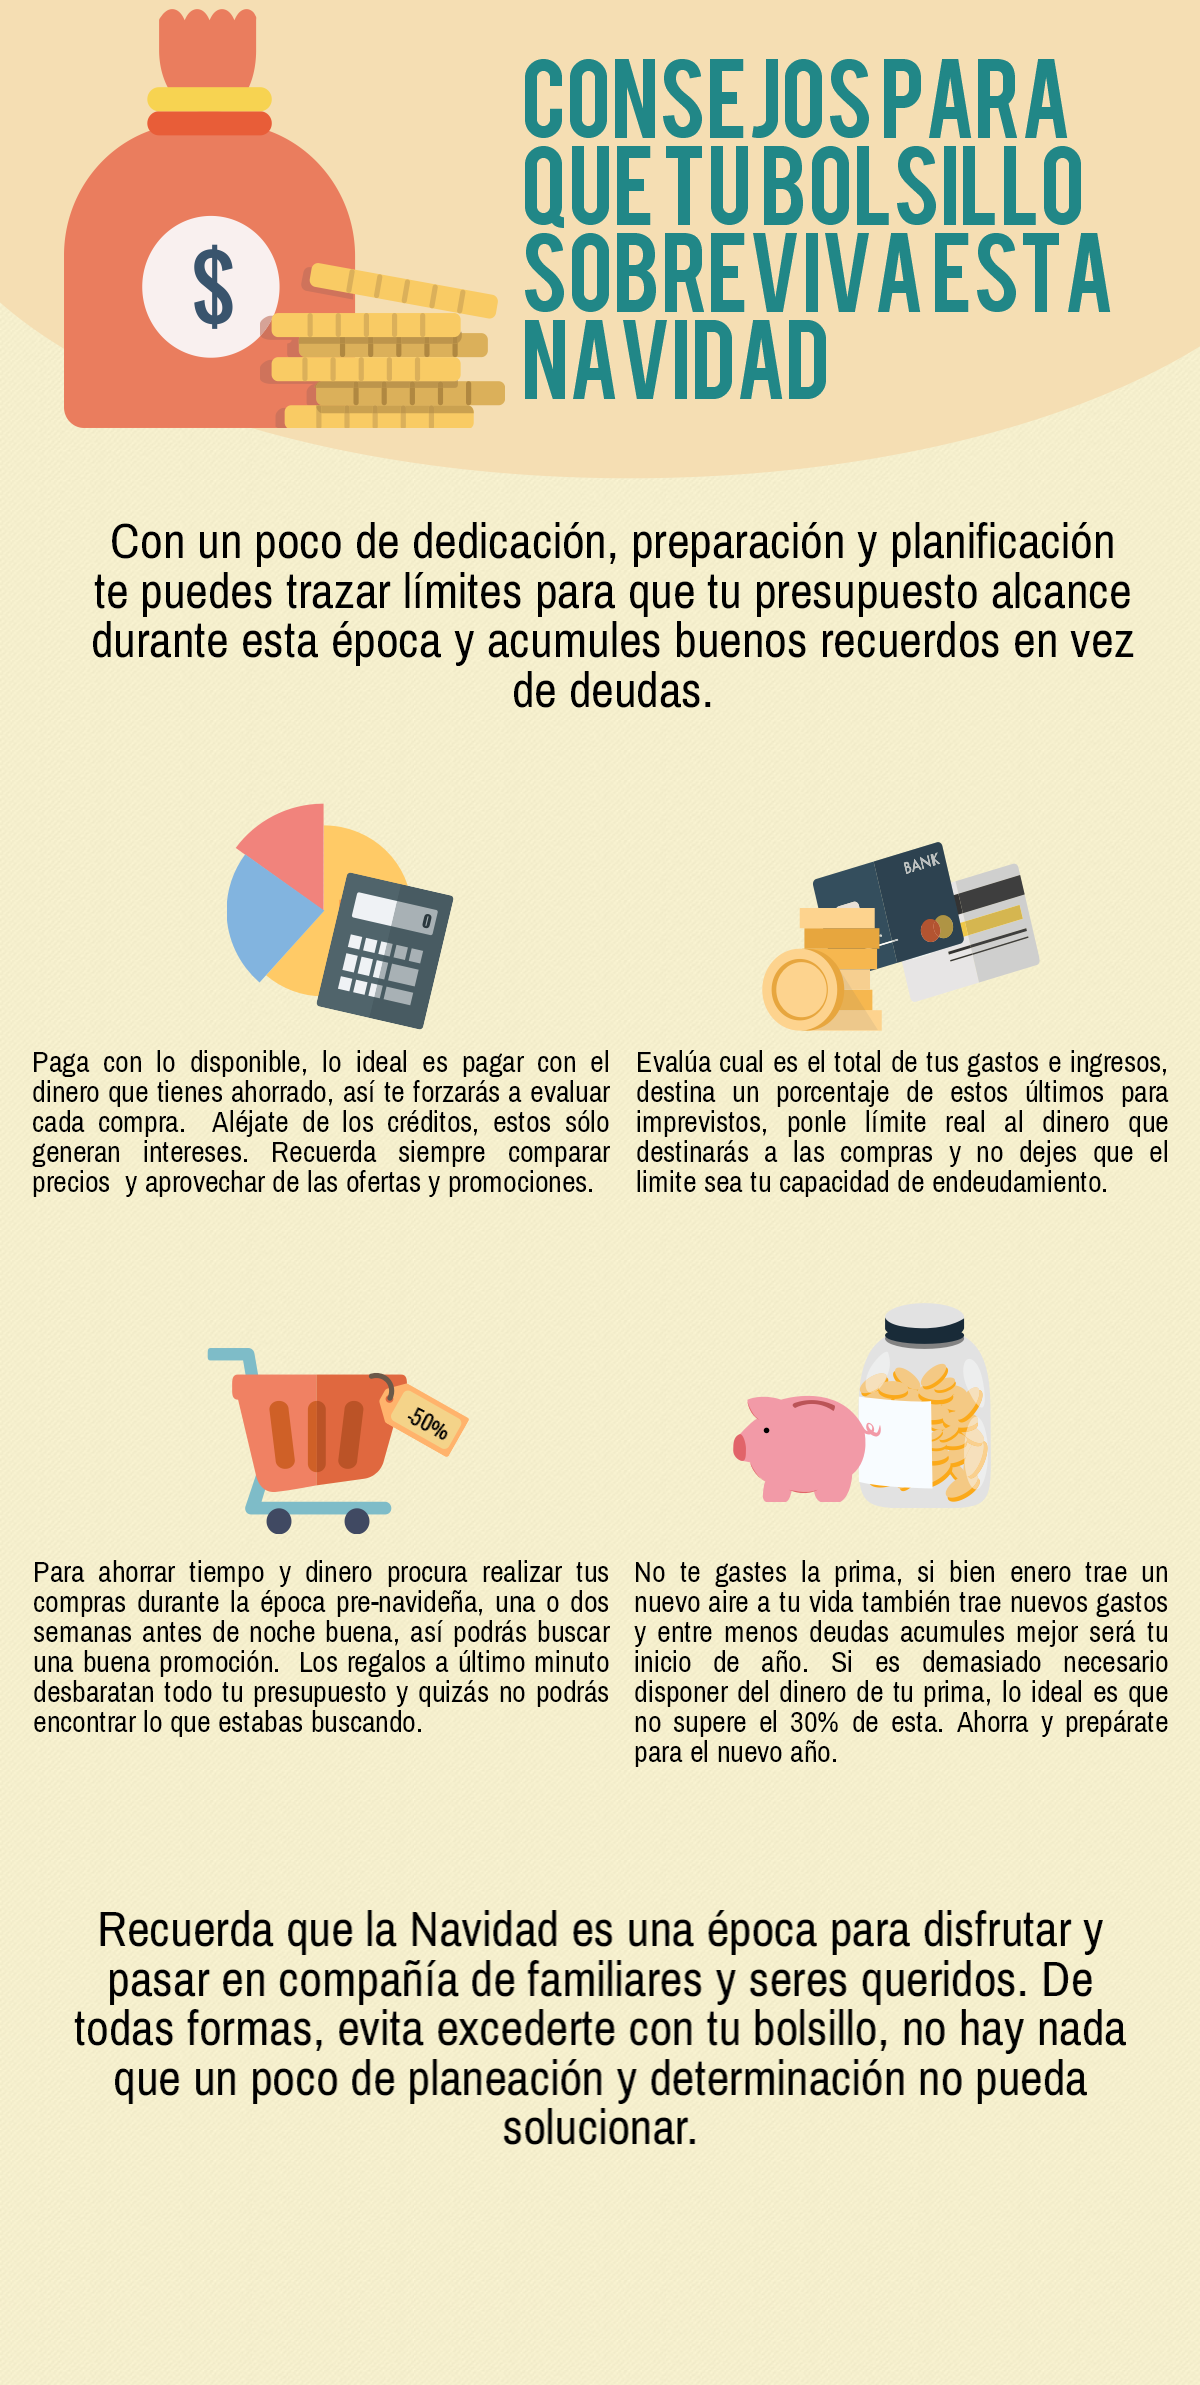 CONSEJOS PARA
QUE TU BOLSILLO
SOBREVIVA ESTA
NAVIDAD
$
Con un poco de dedicación, preparación y planificación
te puedes trazar límites para que tu presupuesto alcance
durante esta época y acumules buenos recuerdos en vez
de deudas.
0
BANK
Paga con lo disponible, lo ideal es pagar con el
dinero que tienes ahorrado, así te forzarás a evaluar
cada compra.  Aléjate de los créditos, estos sólo
generan intereses. Recuerda siempre comparar
precios  y aprovechar de las ofertas y promociones.
Evalúa cual es el total de tus gastos e ingresos,
destina un porcentaje de estos últimos para
imprevistos, ponle límite real al dinero que
destinarás a las compras y no dejes que el
limite sea tu capacidad de endeudamiento.
-50%
Para ahorrar tiempo y dinero procura realizar tus
compras durante la época pre-navideña, una o dos
semanas antes de noche buena, así podrás buscar
una buena promoción.  Los regalos a último minuto
desbaratan todo tu presupuesto y quizás no podrás
encontrar lo que estabas buscando.
No te gastes la prima, si bien enero trae un
nuevo aire a tu vida también trae nuevos gastos
y entre menos deudas acumules mejor será tu
inicio de año. Si es demasiado necesario
disponer del dinero de tu prima, lo ideal es que
no supere el 30% de esta. Ahorra y prepárate
para el nuevo año.
Recuerda que la Navidad es una época para disfrutar y
pasar en compañía de familiares y seres queridos. De
todas formas, evita excederte con tu bolsillo, no hay nada
que un poco de planeación y determinación no pueda
solucionar.